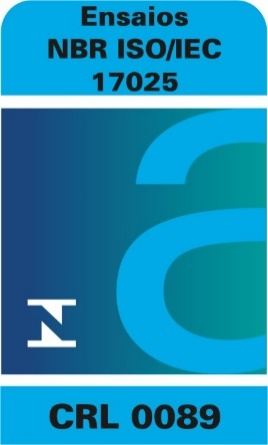 Ensaios
NBR ISO/IEC
17025
a
CRL 0089